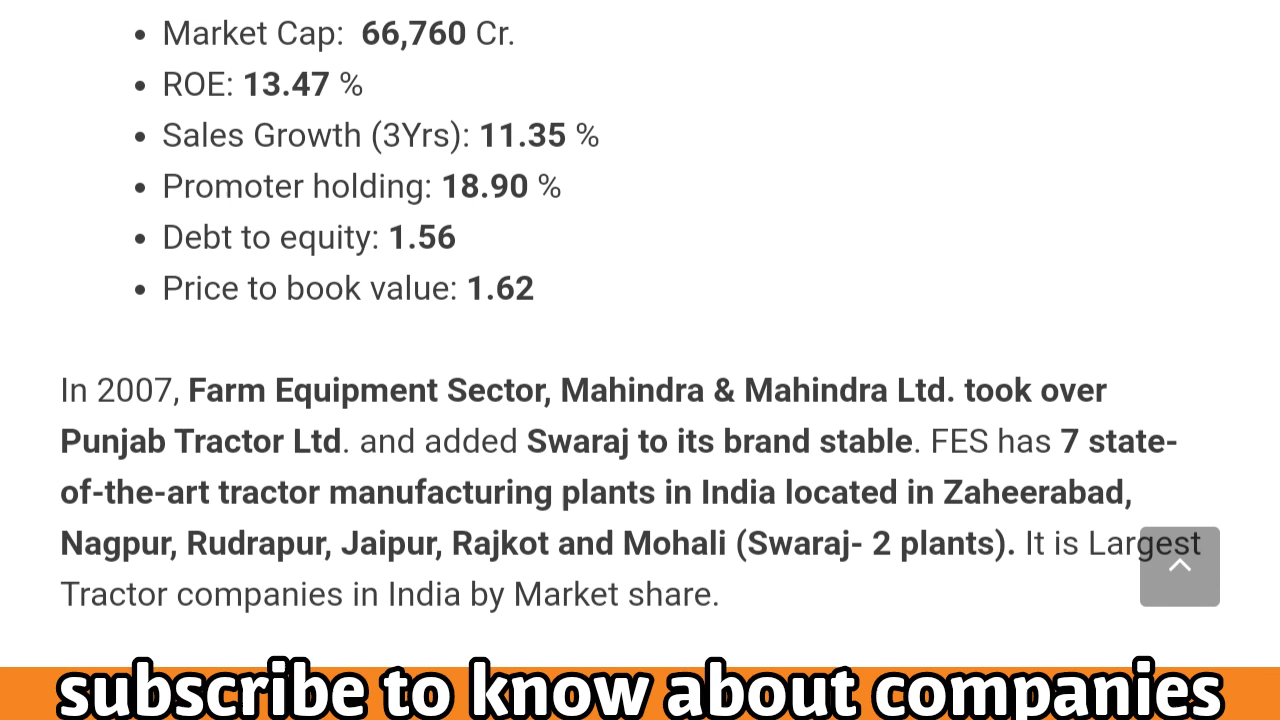 • Market Cap: 66,760 Cr.
• ROE: 13.47 %
• Sales Growth (3Yrs): 11.35 %
• Promoter holding: 18.90 %
• Debt to equity: 1.56
• Price to book value: 1.62
In 2007, Farm Equipment Sector, Mahindra & Mahindra Ltd. took over
Punjab Tractor Ltd. and added Swaraj to its brand stable. FES has 7 state-
of-the-art tractor manufacturing plants in India located in Zaheerabad,
Nagpur, Rudrapur, Jaipur, Rajkot and Mohali (Swaraj- 2 plants). It is Largest
Tractor companies in India by Market share.
subscribe to know about companies